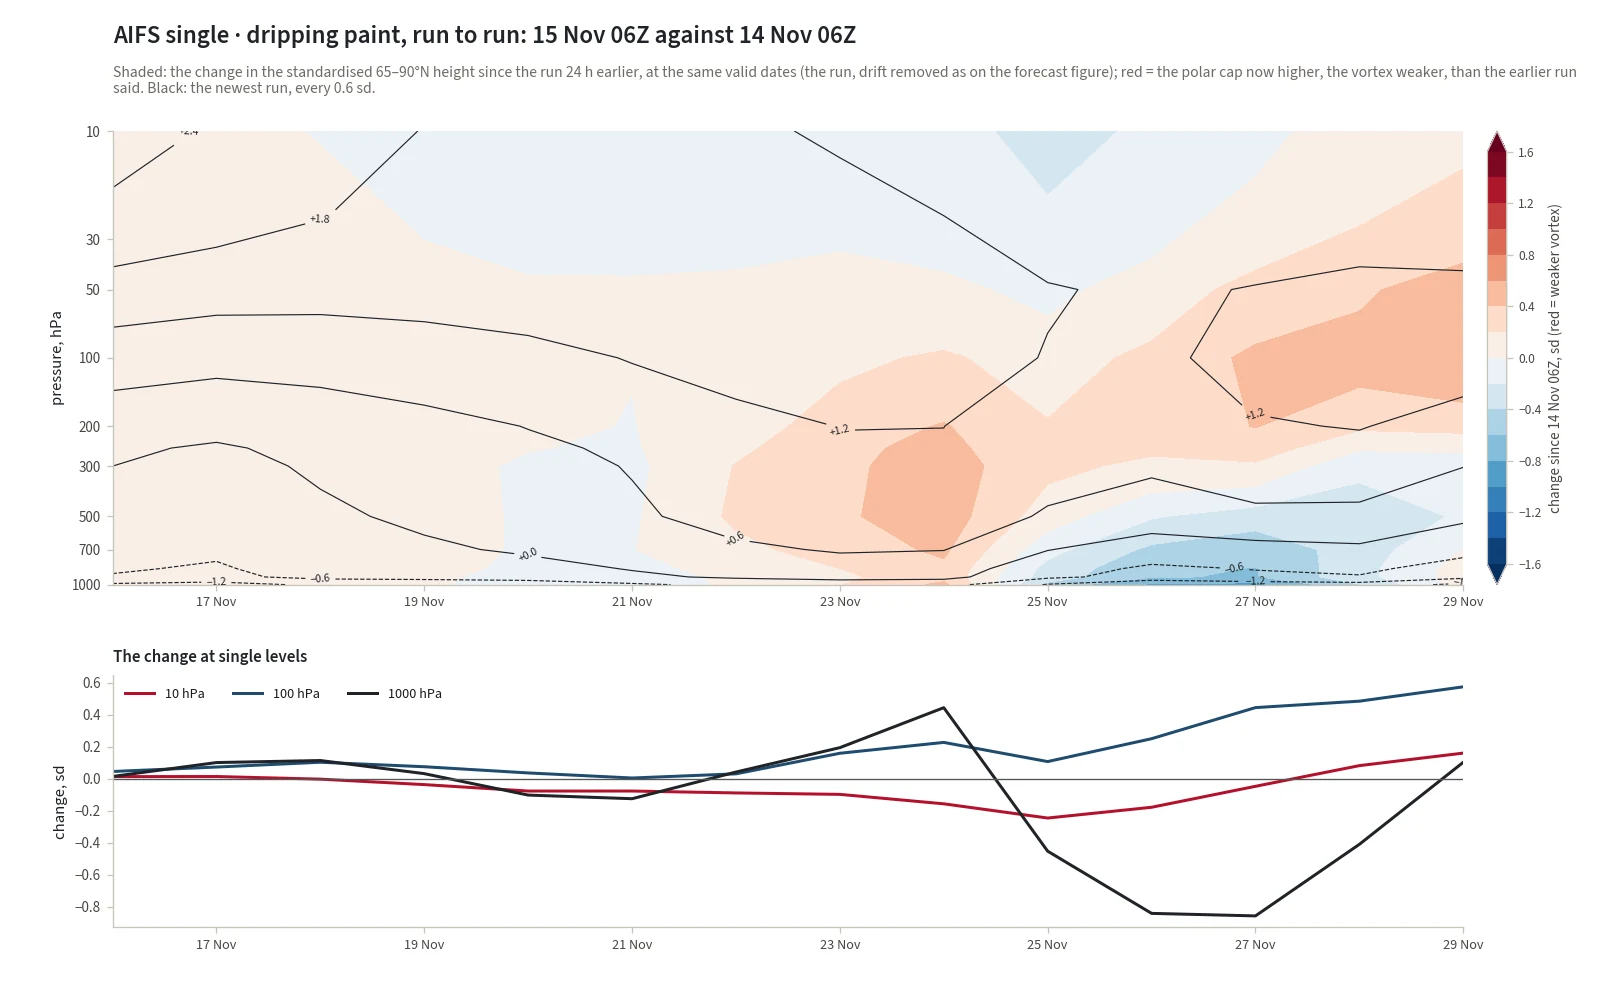 AIFS single · dripping paint, run to run: 15 Nov 06Z against 14 Nov 06Z
Shaded: the change in the standardised 65–90°N height since the run 24 h earlier, at the same valid dates (the run, drift removed as on the forecast figure); red = the polar cap now higher, the vortex weaker, than the earlier run
said. Black: the newest run, every 0.6 sd.
pressure, hPa
10
30
50
100
200
300
500
700
1000
+1.8
+1.2
+1.2
+0.6
+0.0
−0.6
−0.6
−1.2
−1.2
17 Nov
19 Nov
21 Nov
23 Nov
25 Nov
27 Nov
29 Nov
1.6
1.2
0.8
0.4
0.0
−0.4
−0.8
−1.2
−1.6
change since 14 Nov 06Z, sd (red = weaker vortex)
The change at single levels
10 hPa
100 hPa
1000 hPa
change, sd
0.6
0.4
0.2
0.0
−0.2
−0.4
−0.6
−0.8
17 Nov
19 Nov
21 Nov
23 Nov
25 Nov
27 Nov
29 Nov